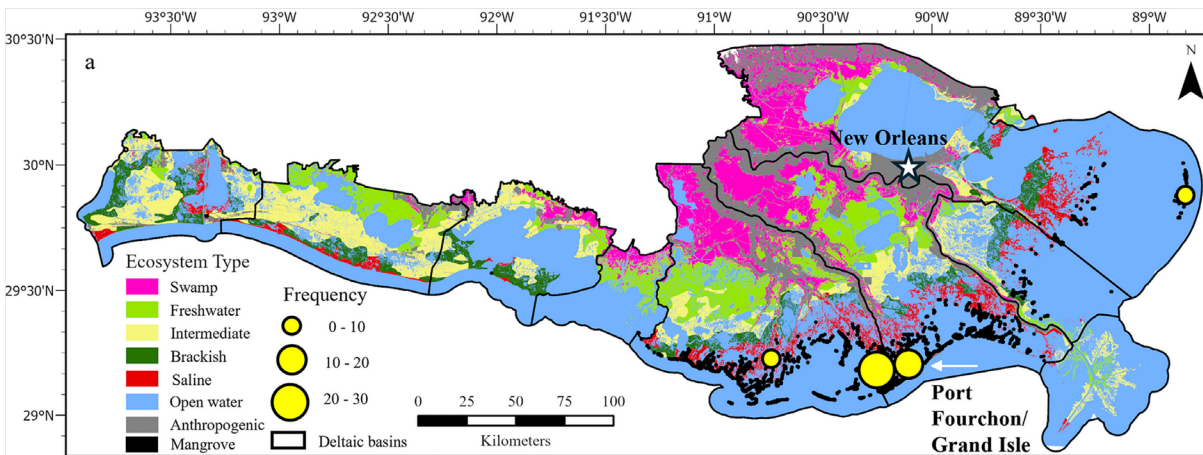 93°30'W 93°W 92°30'W 92°W 91°30'W 91°W 90°30'W 90°W 89°30'W 89°W
30°30'N
a
N
New Orleans
30°N
29°30'N
29°N
Ecosystem Type
Swamp
Freshwater
Intermediate
Brackish
Saline
Open water
Anthropogenic
Mangrove
Frequency
0 - 10
10 - 20
20 - 30
Deltaic basins
0 25 50 75 100
Kilometers
Port
Fourchon/
Grand Isle